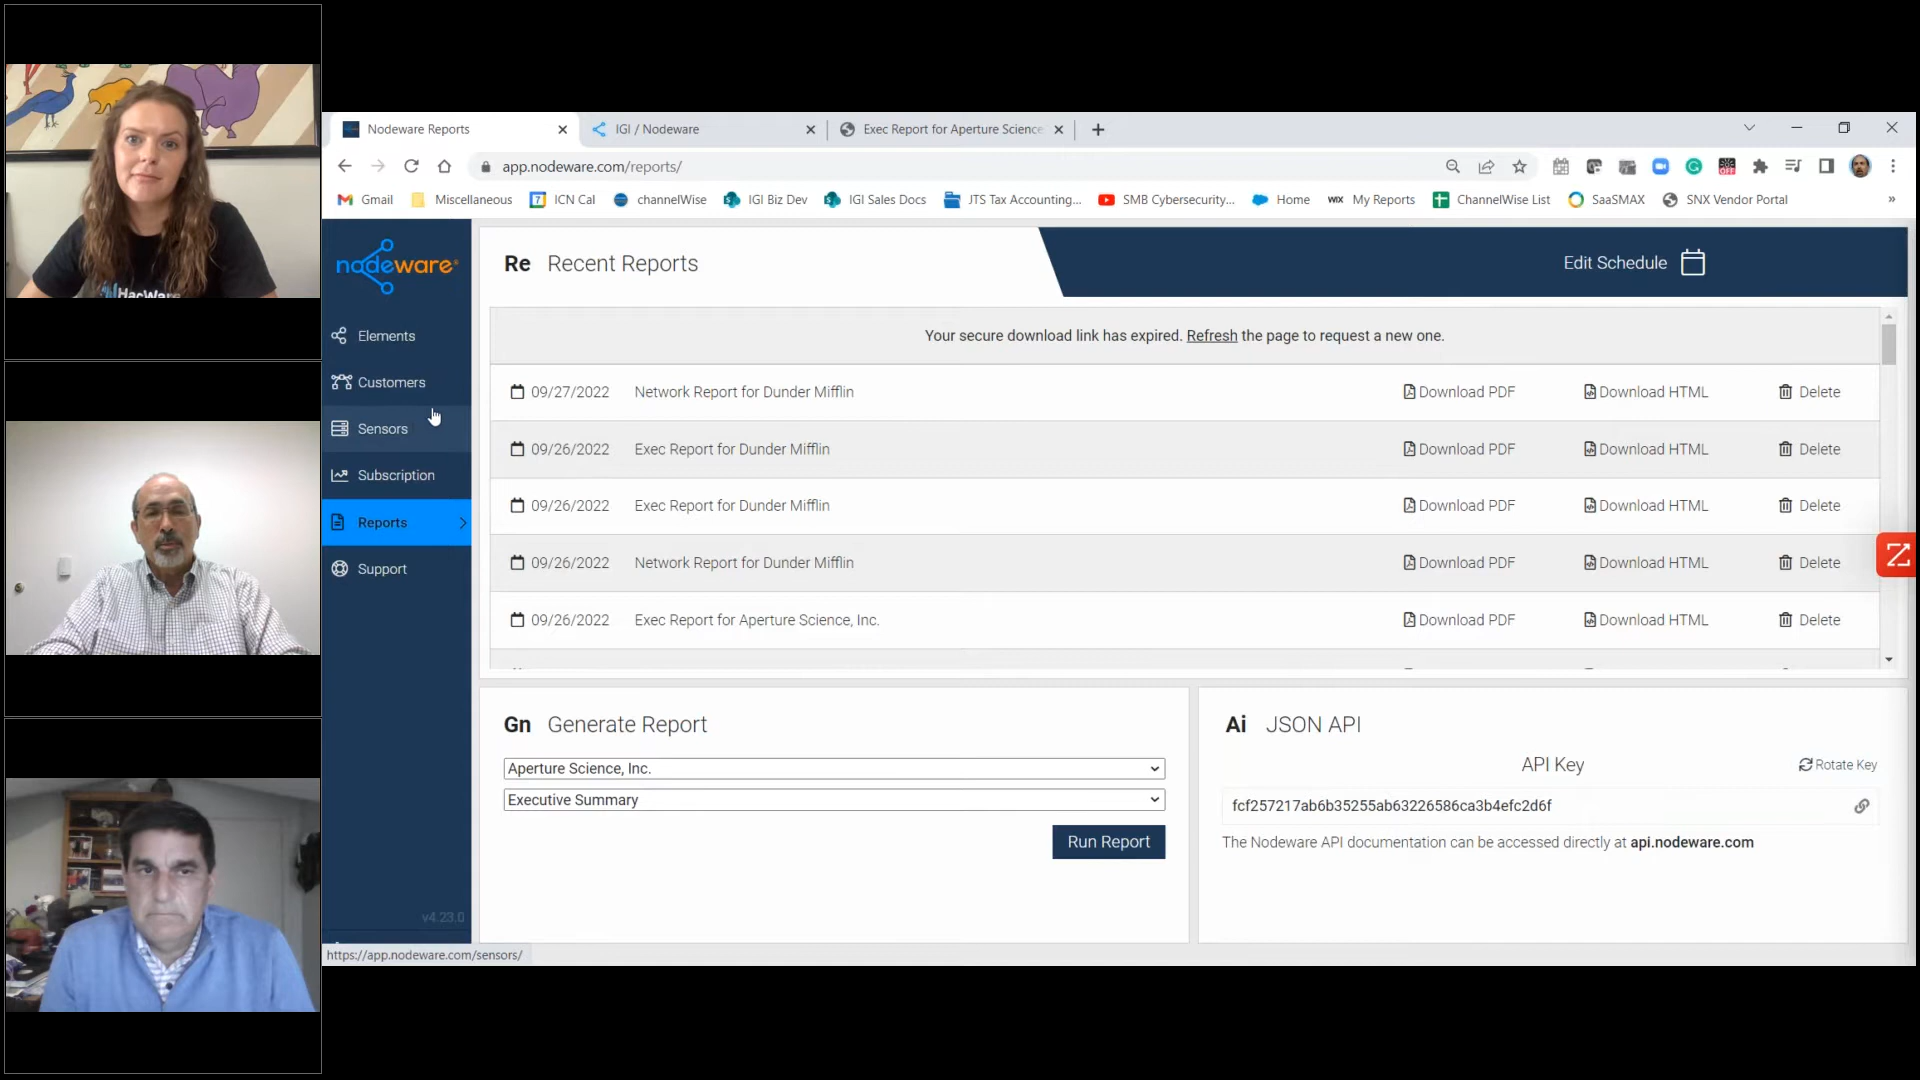 HacWare
Nodeware Reports
IGI / Nodeware
Exec Report for Aperture Science
app.nodeware.com/reports/
Gmail
Miscellaneous
ICN Cal
channelWise
IGI Biz Dev
IGI Sales Docs
JTS Tax Accounting...
SMB Cybersecurity...
Home
WIX My Reports
ChannelWise List
SaaSMAX
SNX Vendor Portal
»
nodeware®
Elements
Customers
Sensors
Subscription
Reports
Support
v4.23.0
https://app.nodeware.com/sensors/
Re Recent Reports
Edit Schedule
Your secure download link has expired. Refresh the page to request a new one.
09/27/2022 Network Report for Dunder Mifflin Download PDF Download HTML Delete
09/26/2022 Exec Report for Dunder Mifflin Download PDF Download HTML Delete
09/26/2022 Exec Report for Dunder Mifflin Download PDF Download HTML Delete
09/26/2022 Network Report for Dunder Mifflin Download PDF Download HTML Delete
09/26/2022 Exec Report for Aperture Science, Inc. Download PDF Download HTML Delete
Gn Generate Report
Aperture Science, Inc.
Executive Summary
Run Report
Ai JSON API
API Key
Rotate Key
fcf257217ab6b35255ab63226586ca3b4efc2d6f
The Nodeware API documentation can be accessed directly at api.nodeware.com